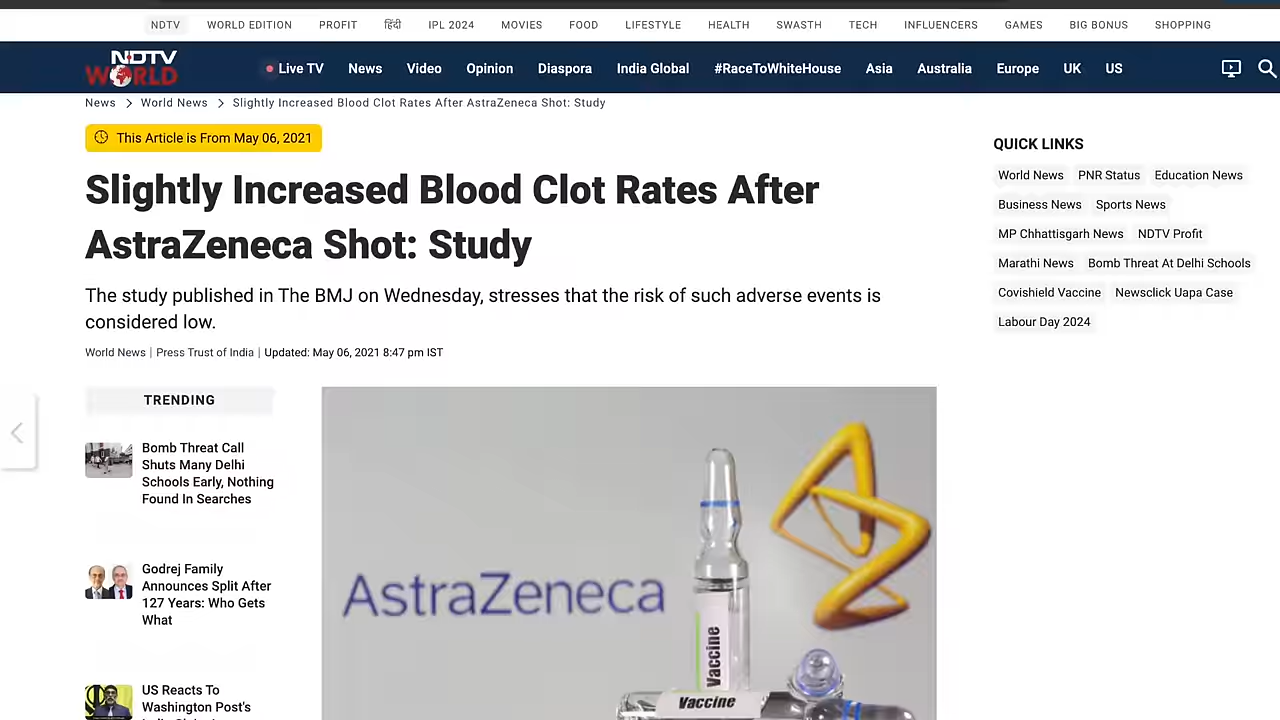 NDTV WORLD EDITION PROFIT हिंदी IPL 2024 MOVIES FOOD LIFESTYLE HEALTH SWASTH TECH INFLUENCERS GAMES BIG BONUS SHOPPING
NDTV
WORLD
Live TV News Video Opinion Diaspora India Global #RaceToWhiteHouse Asia Australia Europe UK US
News > World News > Slightly Increased Blood Clot Rates After AstraZeneca Shot: Study
This Article is From May 06, 2021
Slightly Increased Blood Clot Rates After
AstraZeneca Shot: Study
The study published in The BMJ on Wednesday, stresses that the risk of such adverse events is
considered low.
World News | Press Trust of India | Updated: May 06, 2021 8:47 pm IST
TRENDING
Bomb Threat Call
Shuts Many Delhi
Schools Early, Nothing
Found In Searches
Godrej Family
Announces Split After
127 Years: Who Gets
What
US Reacts To
Washington Post's
AstraZeneca
Vaccine
Vaccine
QUICK LINKS
World News PNR Status Education News
Business News Sports News
MP Chhattisgarh News NDTV Profit
Marathi News Bomb Threat At Delhi Schools
Covishield Vaccine Newsclick Uapa Case
Labour Day 2024